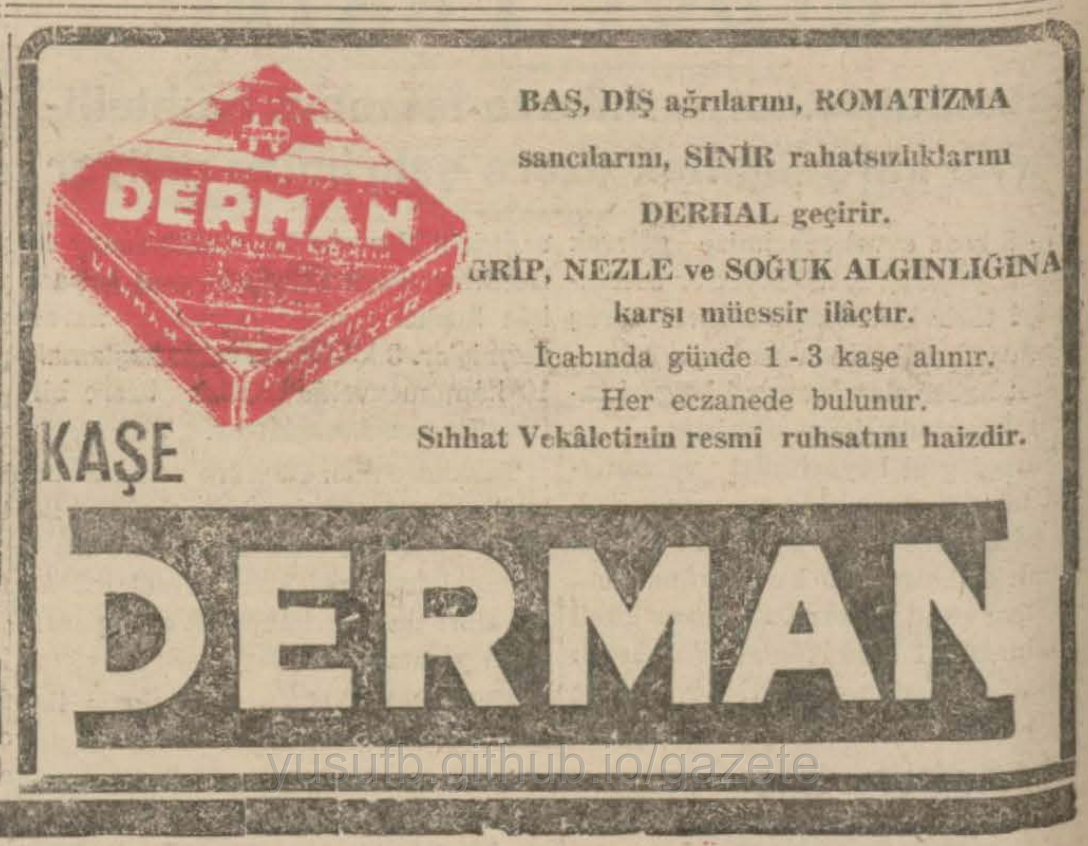 BAŞ, DİŞ ağrılarını, ROMATİZMA
sancılarını, SİNİR rahatsızlıklarını
DERHAL geçirir.
GRİP, NEZLE ve SOĞUK ALGINLIĞINA
karşı müessir ilâçtır.
İcabında günde 1 - 3 kaşe alınır.
Her eczanede bulunur.
Sıhhat Vekâletinin resmî ruhsatını haizdir.
DERMAN
KAŞE
DERMAN
yusufb.github.io/gazete